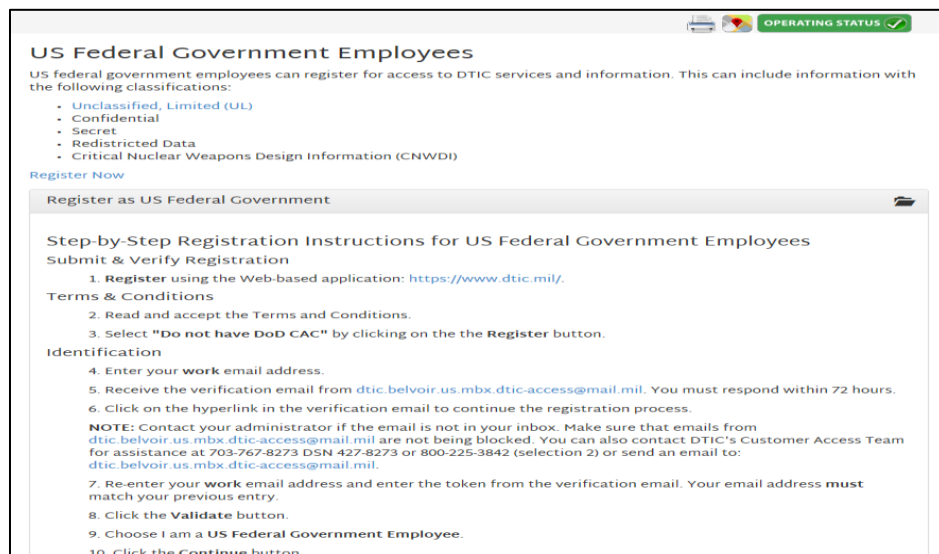 OPERATING STATUS
US Federal Government Employees
US federal government employees can register for access to DTIC services and information. This can include information with
the following classifications:
• Unclassified, Limited (UL)
• Confidential
• Secret
• Redistricted Data
• Critical Nuclear Weapons Design Information (CNWDI)
Register Now
Register as US Federal Government
Step-by-Step Registration Instructions for US Federal Government Employees
Submit & Verify Registration
1. Register using the Web-based application: https://www.dtic.mil/.
Terms & Conditions
2. Read and accept the Terms and Conditions.
3. Select "Do not have DoD CAC" by clicking on the the Register button.
Identification
4. Enter your work email address.
5. Receive the verification email from dtic.belvoir.us.mbx.dtic-access@mail.mil. You must respond within 72 hours.
6. Click on the hyperlink in the verification email to continue the registration process.
NOTE: Contact your administrator if the email is not in your inbox. Make sure that emails from
dtic.belvoir.us.mbx.dtic-access@mail.mil are not being blocked. You can also contact DTIC's Customer Access Team
for assistance at 703-767-8273 DSN 427-8273 or 800-225-3842 (selection 2) or send an email to:
dtic.belvoir.us.mbx.dtic-access@mail.mil.
7. Re-enter your work email address and enter the token from the verification email. Your email address must
match your previous entry.
8. Click the Validate button.
9. Choose I am a US Federal Government Employee.
10. Click the Continue button.